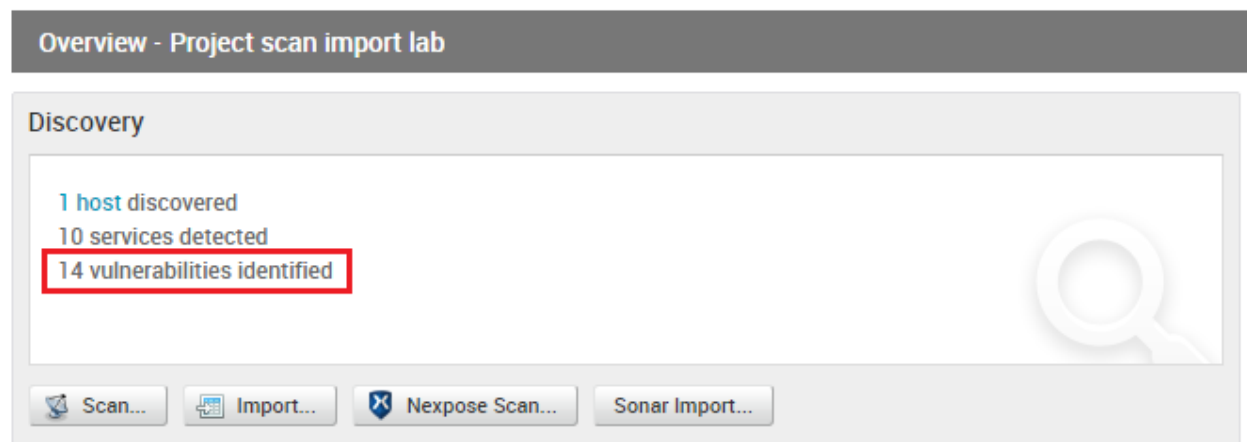 Overview - Project scan import lab
Discovery
1 host discovered
10 services detected
14 vulnerabilities identified
Scan... Import... Nexpose Scan... Sonar Import...